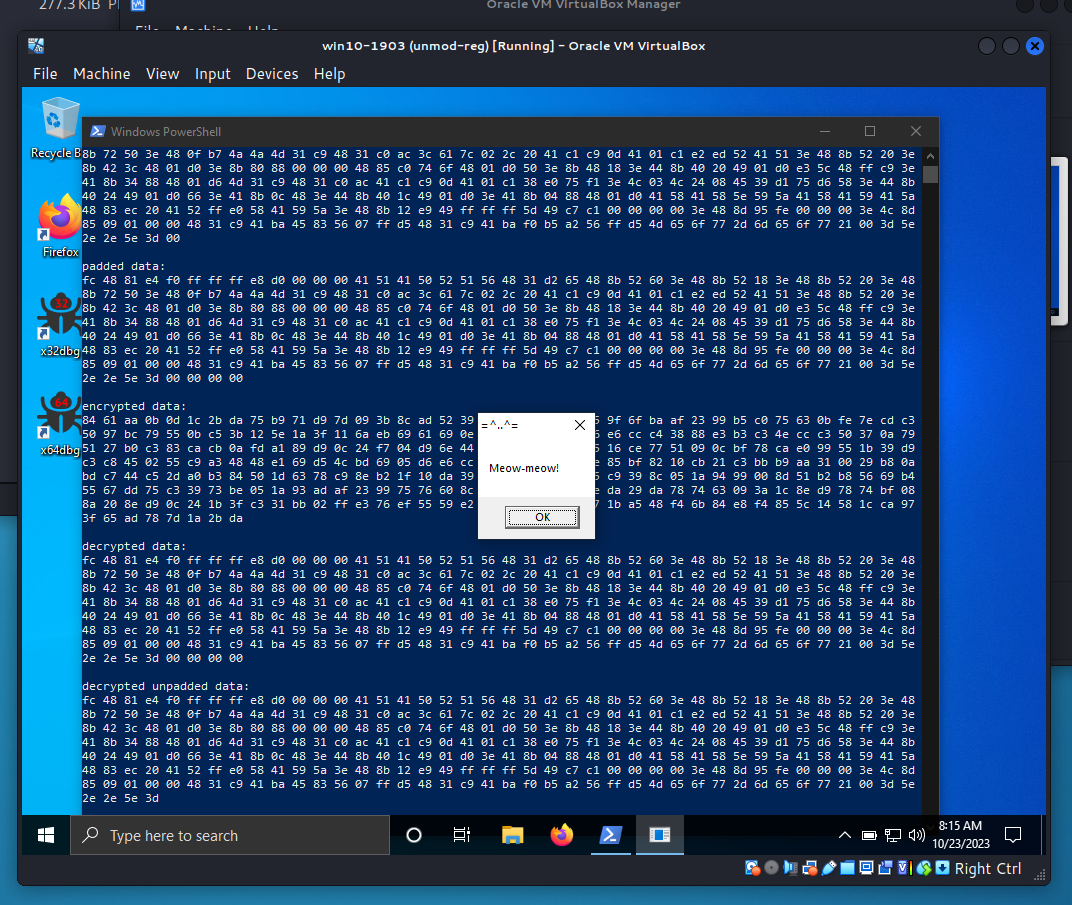 277.3 KiB
Oracle VM VirtualBox Manager
File Machine Help
win10-1903 (unmod-reg) [Running] - Oracle VM VirtualBox
File Machine View Input Devices Help
Recycle B
Firefox
32
x32dbg
64
x64dbg
Windows PowerShell
8b 72 50 3e 48 0f b7 4a 4a 4d 31 c9 48 31 c0 ac 3c 61 7c 02 2c 20 41 c1 c9 0d 41 01 c1 e2 ed 52 41 51 3e 48 8b 52 20 3e
8b 42 3c 48 01 d0 3e 8b 80 88 00 00 00 48 85 c0 74 6f 48 01 d0 50 3e 8b 48 18 3e 44 8b 40 20 49 01 d0 e3 5c 48 ff c9 3e
41 8b 34 88 48 01 d6 4d 31 c9 48 31 c0 ac 41 c1 c9 0d 41 01 c1 38 e0 75 f1 3e 4c 03 4c 24 08 45 39 d1 75 d6 58 3e 44 8b
40 24 49 01 d0 66 3e 41 8b 0c 48 3e 44 8b 40 1c 49 01 d0 3e 41 8b 04 88 48 01 d0 41 58 41 58 5e 59 5a 41 58 41 59 41 5a
48 83 ec 20 41 52 ff e0 58 41 59 5a 3e 48 8b 12 e9 49 ff ff ff 5d 49 c7 c1 00 00 00 00 3e 48 8d 95 fe 00 00 00 3e 4c 8d
85 09 01 00 00 48 31 c9 41 ba 45 83 56 07 ff d5 48 31 c9 41 ba f0 b5 a2 56 ff d5 4d 65 6f 77 2d 6d 65 6f 77 21 00 3d 5e
2e 2e 5e 3d 00
padded data:
fc 48 81 e4 f0 ff ff ff e8 d0 00 00 00 41 51 41 50 52 51 56 48 31 d2 65 48 8b 52 60 3e 48 8b 52 18 3e 48 8b 52 20 3e 48
8b 72 50 3e 48 0f b7 4a 4a 4d 31 c9 48 31 c0 ac 3c 61 7c 02 2c 20 41 c1 c9 0d 41 01 c1 e2 ed 52 41 51 3e 48 8b 52 20 3e
8b 42 3c 48 01 d0 3e 8b 80 88 00 00 00 48 85 c0 74 6f 48 01 d0 50 3e 8b 48 18 3e 44 8b 40 20 49 01 d0 e3 5c 48 ff c9 3e
41 8b 34 88 48 01 d6 4d 31 c9 48 31 c0 ac 41 c1 c9 0d 41 01 c1 38 e0 75 f1 3e 4c 03 4c 24 08 45 39 d1 75 d6 58 3e 44 8b
40 24 49 01 d0 66 3e 41 8b 0c 48 3e 44 8b 40 1c 49 01 d0 3e 41 8b 04 88 48 01 d0 41 58 41 58 5e 59 5a 41 58 41 59 41 5a
48 83 ec 20 41 52 ff e0 58 41 59 5a 3e 48 8b 12 e9 49 ff ff ff 5d 49 c7 c1 00 00 00 00 3e 48 8d 95 fe 00 00 00 3e 4c 8d
85 09 01 00 00 48 31 c9 41 ba 45 83 56 07 ff d5 48 31 c9 41 ba f0 b5 a2 56 ff d5 4d 65 6f 77 2d 6d 65 6f 77 21 00 3d 5e
2e 2e 5e 3d 00 00 00 00
encrypted data:
84 61 aa 0b 0d 1c 2b da 75 b9 71 d9 7d 09 3b 8c ad 52 39 9f 6f ba af 23 99 b5 c0 75 63 0b fe 7e cd c3
50 97 bc 79 55 0b c5 3b 12 5e 1a 3f 11 6a eb 69 61 69 0e e6 cc c4 38 88 e3 b3 c3 4e cc c3 50 37 0a 79
51 27 b0 c3 83 ca cb 0a fd a1 89 d9 0c 24 f7 04 d9 6e 44 16 ce 77 51 09 0c bf 78 ca e0 99 55 1b 39 d9
c3 c8 45 02 55 c9 a3 48 48 e1 69 d5 4c bd 69 05 d6 e6 cc 85 bf 82 10 cb 21 c3 bb b9 aa 31 00 29 b8 0a
bd c7 44 c5 2d a0 b3 84 50 1d 63 78 c9 8e b2 1f 10 da 39 c9 39 8c 05 1a 94 99 00 8d 51 b2 b8 56 69 b4
55 67 dd 75 c3 39 73 be 05 1a 93 ad af 23 99 75 76 60 8c da 29 da 78 74 63 09 3a 1c 8e d9 78 74 bf 08
8a 20 8e d9 0c 24 1b 3f c3 31 bb 02 ff e3 76 ef 55 59 e2 1b a5 48 f4 6b 84 e8 f4 85 5c 14 58 1c ca 97
3f 65 ad 78 7d 1a 2b da
=^..^=
Meow-meow!
OK
decrypted data:
fc 48 81 e4 f0 ff ff ff e8 d0 00 00 00 41 51 41 50 52 51 56 48 31 d2 65 48 8b 52 60 3e 48 8b 52 18 3e 48 8b 52 20 3e 48
8b 72 50 3e 48 0f b7 4a 4a 4d 31 c9 48 31 c0 ac 3c 61 7c 02 2c 20 41 c1 c9 0d 41 01 c1 e2 ed 52 41 51 3e 48 8b 52 20 3e
8b 42 3c 48 01 d0 3e 8b 80 88 00 00 00 48 85 c0 74 6f 48 01 d0 50 3e 8b 48 18 3e 44 8b 40 20 49 01 d0 e3 5c 48 ff c9 3e
41 8b 34 88 48 01 d6 4d 31 c9 48 31 c0 ac 41 c1 c9 0d 41 01 c1 38 e0 75 f1 3e 4c 03 4c 24 08 45 39 d1 75 d6 58 3e 44 8b
40 24 49 01 d0 66 3e 41 8b 0c 48 3e 44 8b 40 1c 49 01 d0 3e 41 8b 04 88 48 01 d0 41 58 41 58 5e 59 5a 41 58 41 59 41 5a
48 83 ec 20 41 52 ff e0 58 41 59 5a 3e 48 8b 12 e9 49 ff ff ff 5d 49 c7 c1 00 00 00 00 3e 48 8d 95 fe 00 00 00 3e 4c 8d
85 09 01 00 00 48 31 c9 41 ba 45 83 56 07 ff d5 48 31 c9 41 ba f0 b5 a2 56 ff d5 4d 65 6f 77 2d 6d 65 6f 77 21 00 3d 5e
2e 2e 5e 3d 00 00 00 00
decrypted unpadded data:
fc 48 81 e4 f0 ff ff ff e8 d0 00 00 00 41 51 41 50 52 51 56 48 31 d2 65 48 8b 52 60 3e 48 8b 52 18 3e 48 8b 52 20 3e 48
8b 72 50 3e 48 0f b7 4a 4a 4d 31 c9 48 31 c0 ac 3c 61 7c 02 2c 20 41 c1 c9 0d 41 01 c1 e2 ed 52 41 51 3e 48 8b 52 20 3e
8b 42 3c 48 01 d0 3e 8b 80 88 00 00 00 48 85 c0 74 6f 48 01 d0 50 3e 8b 48 18 3e 44 8b 40 20 49 01 d0 e3 5c 48 ff c9 3e
41 8b 34 88 48 01 d6 4d 31 c9 48 31 c0 ac 41 c1 c9 0d 41 01 c1 38 e0 75 f1 3e 4c 03 4c 24 08 45 39 d1 75 d6 58 3e 44 8b
40 24 49 01 d0 66 3e 41 8b 0c 48 3e 44 8b 40 1c 49 01 d0 3e 41 8b 04 88 48 01 d0 41 58 41 58 5e 59 5a 41 58 41 59 41 5a
48 83 ec 20 41 52 ff e0 58 41 59 5a 3e 48 8b 12 e9 49 ff ff ff 5d 49 c7 c1 00 00 00 00 3e 48 8d 95 fe 00 00 00 3e 4c 8d
85 09 01 00 00 48 31 c9 41 ba 45 83 56 07 ff d5 48 31 c9 41 ba f0 b5 a2 56 ff d5 4d 65 6f 77 2d 6d 65 6f 77 21 00 3d 5e
2e 2e 5e 3d
Type here to search
8:15 AM
10/23/2023
Right Ctrl